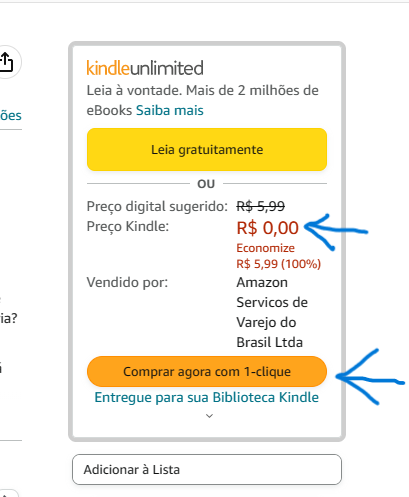 kindleunlimited
Leia à vontade. Mais de 2 milhões de
eBooks Saiba mais
ões
Leia gratuitamente
OU
Preço digital sugerido: R$ 5,99
Preço Kindle: R$ 0,00
Economize
R$ 5,99 (100%)
Vendido por: Amazon
Servicos de
Varejo do
ia?
Brasil Ltda
Comprar agora com 1-clique
Entregue para sua Biblioteca Kindle
Adicionar à Lista